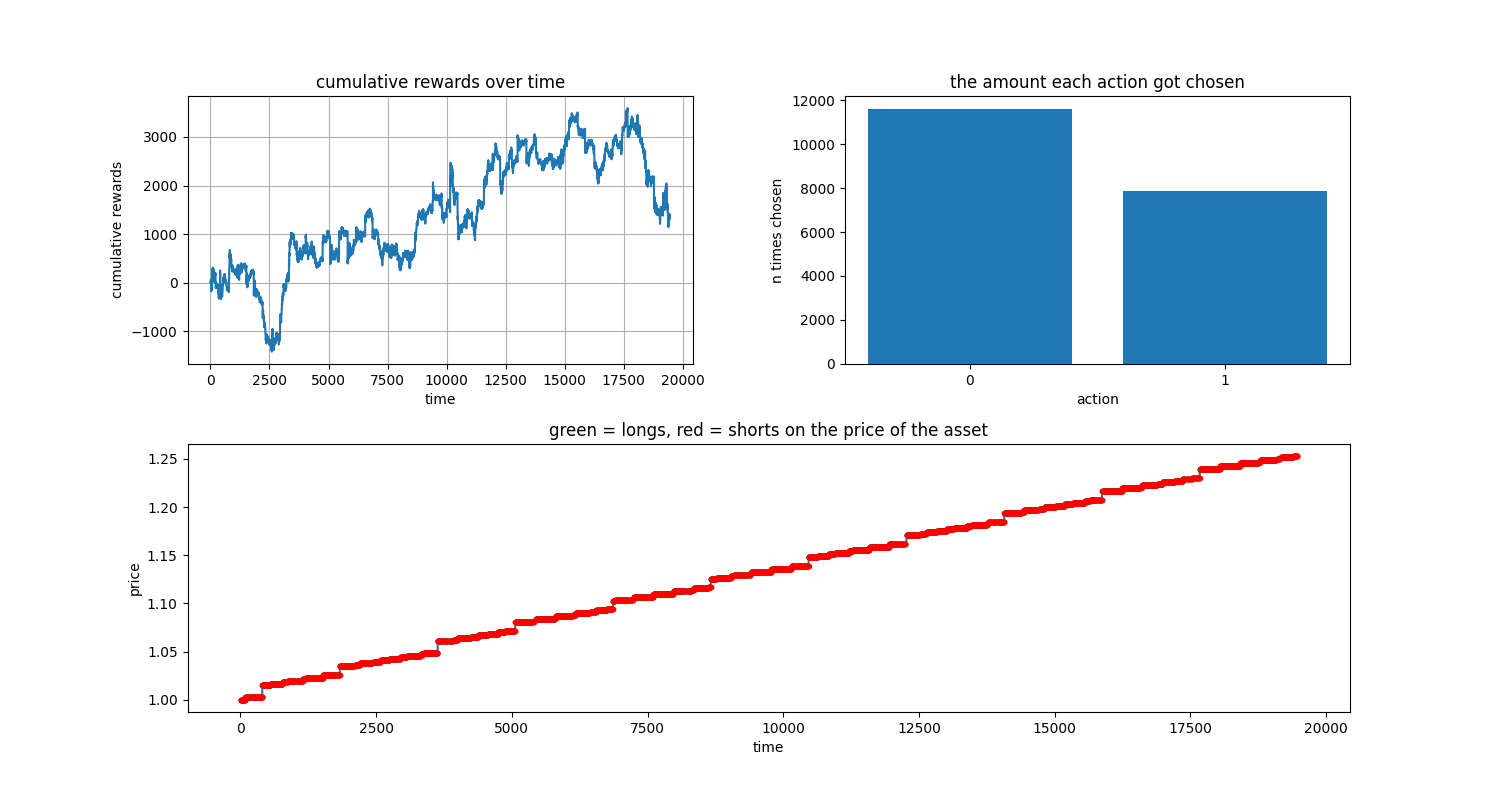 cumulative rewards over time
cumulative rewards
3000
2000
1000
0
−1000
0 2500 5000 7500 10000 12500 15000 17500 20000
time
the amount each action got chosen
n times chosen
12000
10000
8000
6000
4000
2000
0
0 1
action
green = longs, red = shorts on the price of the asset
price
1.25
1.20
1.15
1.10
1.05
1.00
0 2500 5000 7500 10000 12500 15000 17500 20000
time